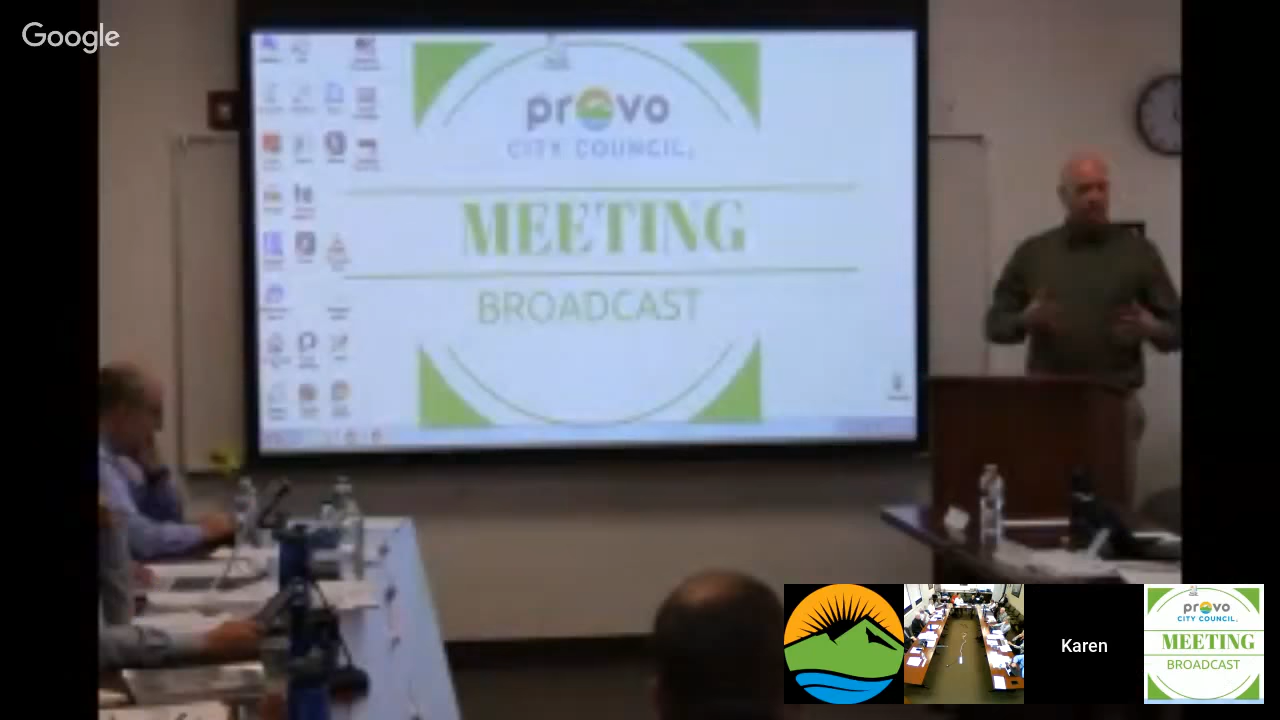 Google
provo
CITY COUNCIL
MEETING
BROADCAST
Karen
provo
CITY COUNCIL
MEETING
BROADCAST